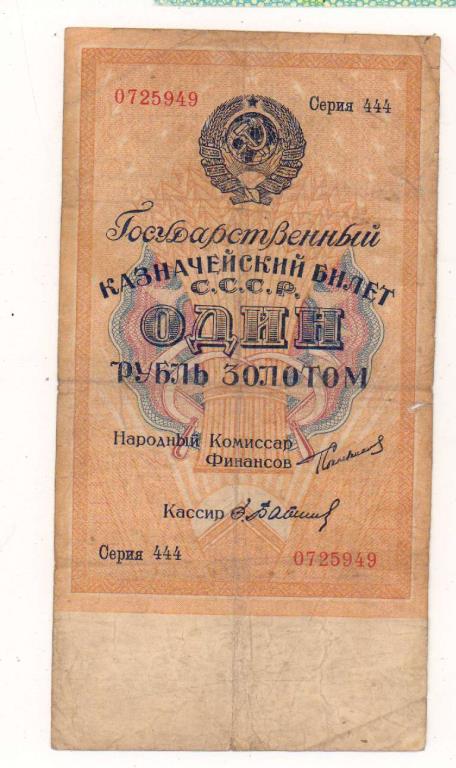 0725949 Серия 444
Государственный
КАЗНАЧЕЙСКИЙ БИЛЕТ
С.С.С.Р.
ОДИН
РУБЛЬ ЗОЛОТОМ
Народный Комиссар
Финансов
Кассир
Серия 444 0725949